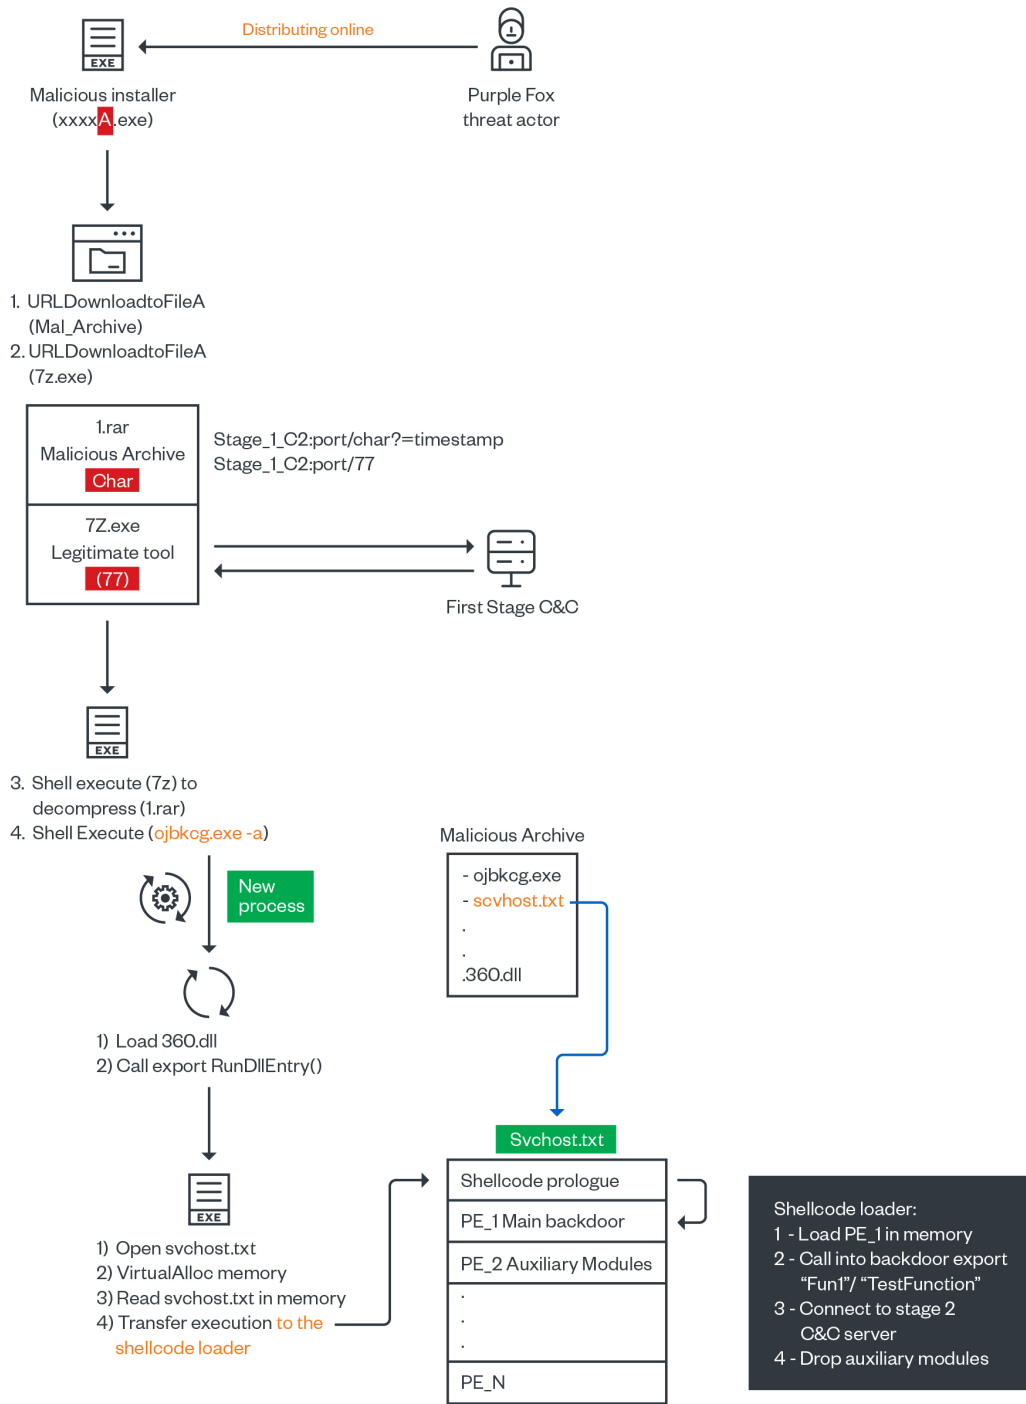 Distributing online
EXE
Malicious installer
(xxxxA.exe)
Purple Fox
threat actor
1. URLDownloadtoFileA
(Mal_Archive)
2. URLDownloadtoFileA
(7z.exe)
1.rar
Malicious Archive
Char
Stage_1_C2:port/char?=timestamp
Stage_1_C2:port/77
7Z.exe
Legitimate tool
(77)
First Stage C&C
EXE
3. Shell execute (7z) to
decompress (1.rar)
4. Shell Execute (ojbkcg.exe -a)
New
process
Malicious Archive
- ojbkcg.exe
- scvhost.txt
.
.
.360.dll
1) Load 360.dll
2) Call export RunDllEntry()
EXE
1) Open svchost.txt
2) VirtualAlloc memory
3) Read svchost.txt in memory
4) Transfer execution to the
shellcode loader
Svchost.txt
Shellcode prologue
PE_1 Main backdoor
PE_2 Auxiliary Modules
.
.
.
PE_N
Shellcode loader:
1 - Load PE_1 in memory
2 - Call into backdoor export
“Fun1”/ “TestFunction”
3 - Connect to stage 2
C&C server
4 - Drop auxiliary modules